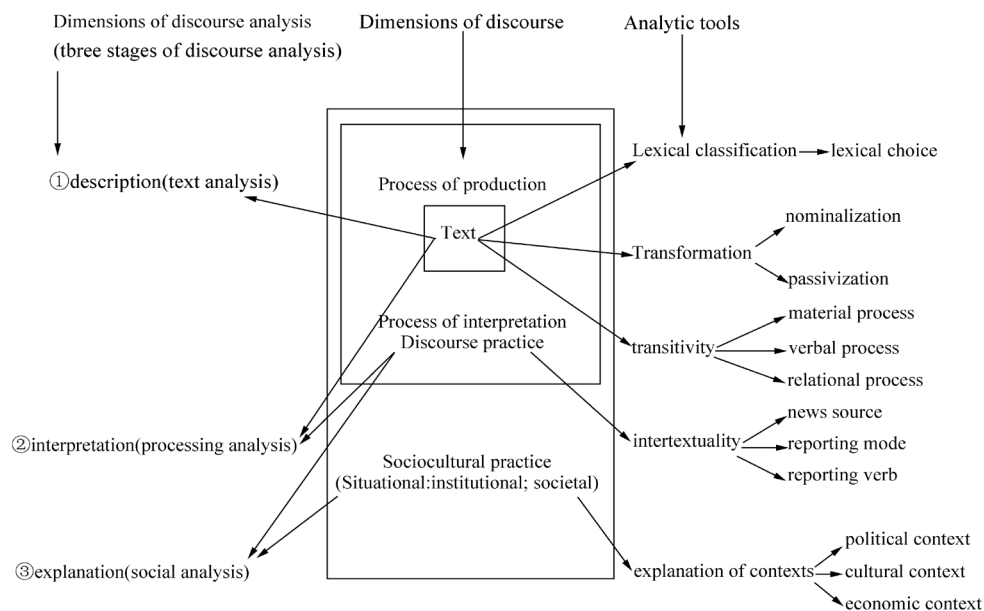 Dimensions of discourse analysis
(tbree stages of discourse analysis)
Dimensions of discourse
Analytic tools
①description(text analysis)
②interpretation(processing analysis)
③explanation(social analysis)
Process of production
Text
Process of interpretation
Discourse practice
Sociocultural practice
(Situational:institutional; societal)
Lexical classification
lexical choice
Transformation
nominalization
passivization
transitivity
material process
verbal process
relational process
intertextuality
news source
reporting mode
reporting verb
explanation of contexts
political context
cultural context
economic context